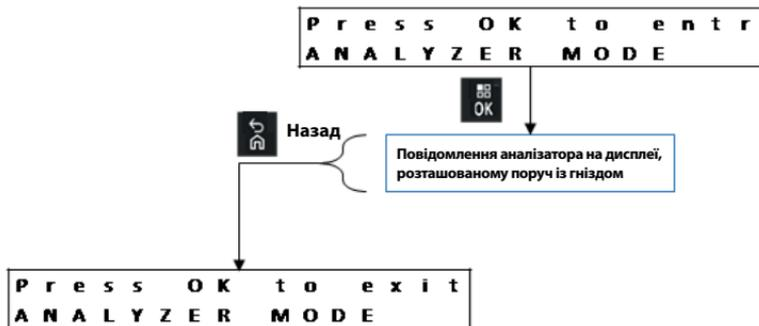 Press OK to entr
ANALYZER MODE
OK
Назад
Повідомлення аналізатора на дисплеї,
розташованому поруч із гніздом
Press OK to exit
ANALYZER MODE